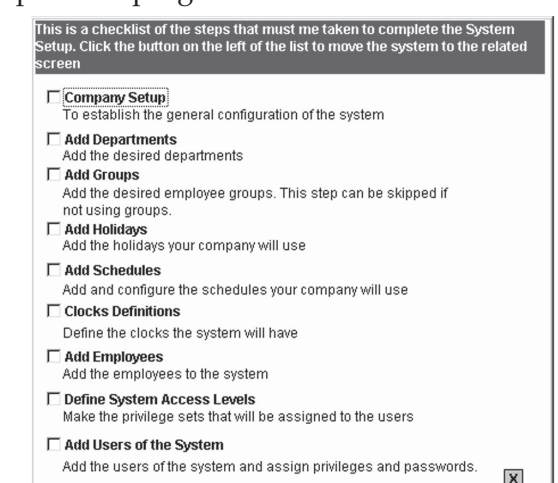 This is a checklist of the steps that must me taken to complete the System
Setup. Click the button on the left of the list to move the system to the related
screen
Company Setup
To establish the general configuration of the system
Add Departments
Add the desired departments
Add Groups
Add the desired employee groups. This step can be skipped if
not using groups.
Add Holidays
Add the holidays your company will use
Add Schedules
Add and configure the schedules your company will use
Clocks Definitions
Define the clocks the system will have
Add Employees
Add the employees to the system
Define System Access Levels
Make the privilege sets that will be assigned to the users
Add Users of the System
Add the users of the system and assign privileges and passwords.
X